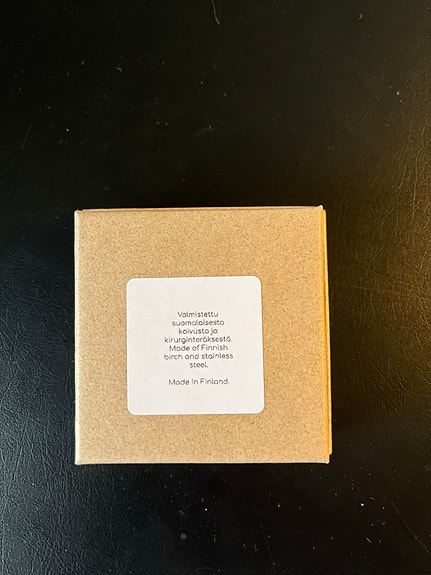 Valmistettu
suomalaisesta
koivusta ja
kirurginteräksestä.
Made of Finnish
birch and stainless
steel.
Made in Finland.